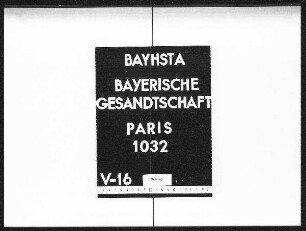 BAYHSTA
BAYERISCHE
GESANDTSCHAFT
PARIS
1032
V-16